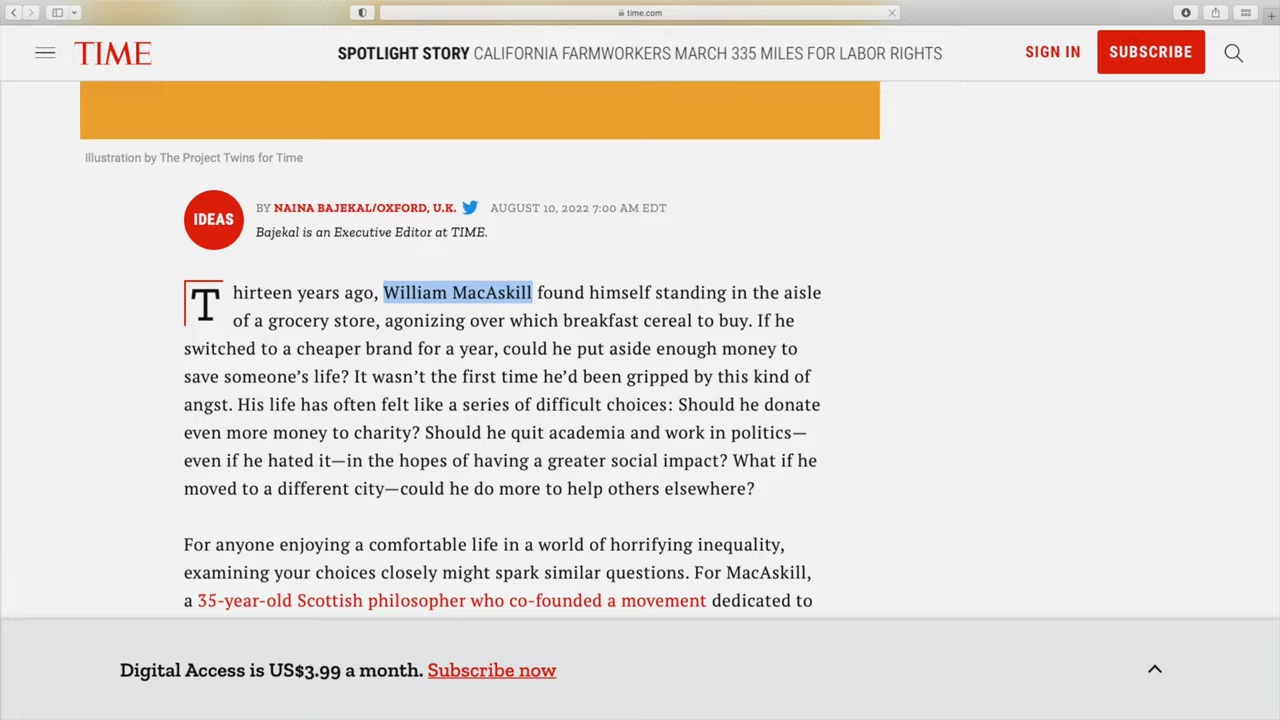 time.com
TIME
SPOTLIGHT STORY CALIFORNIA FARMWORKERS MARCH 335 MILES FOR LABOR RIGHTS
SIGN IN
SUBSCRIBE
Illustration by The Project Twins for Time
IDEAS
BY NAINA BAJEKAL/OXFORD, U.K. AUGUST 10, 2022 7:00 AM EDT
Bajekal is an Executive Editor at TIME.
Thirteen years ago, William MacAskill found himself standing in the aisle
of a grocery store, agonizing over which breakfast cereal to buy. If he
switched to a cheaper brand for a year, could he put aside enough money to
save someone’s life? It wasn’t the first time he’d been gripped by this kind of
angst. His life has often felt like a series of difficult choices: Should he donate
even more money to charity? Should he quit academia and work in politics—
even if he hated it—in the hopes of having a greater social impact? What if he
moved to a different city—could he do more to help others elsewhere?
For anyone enjoying a comfortable life in a world of horrifying inequality,
examining your choices closely might spark similar questions. For MacAskill,
a 35-year-old Scottish philosopher who co-founded a movement dedicated to
Digital Access is US$3.99 a month. Subscribe now